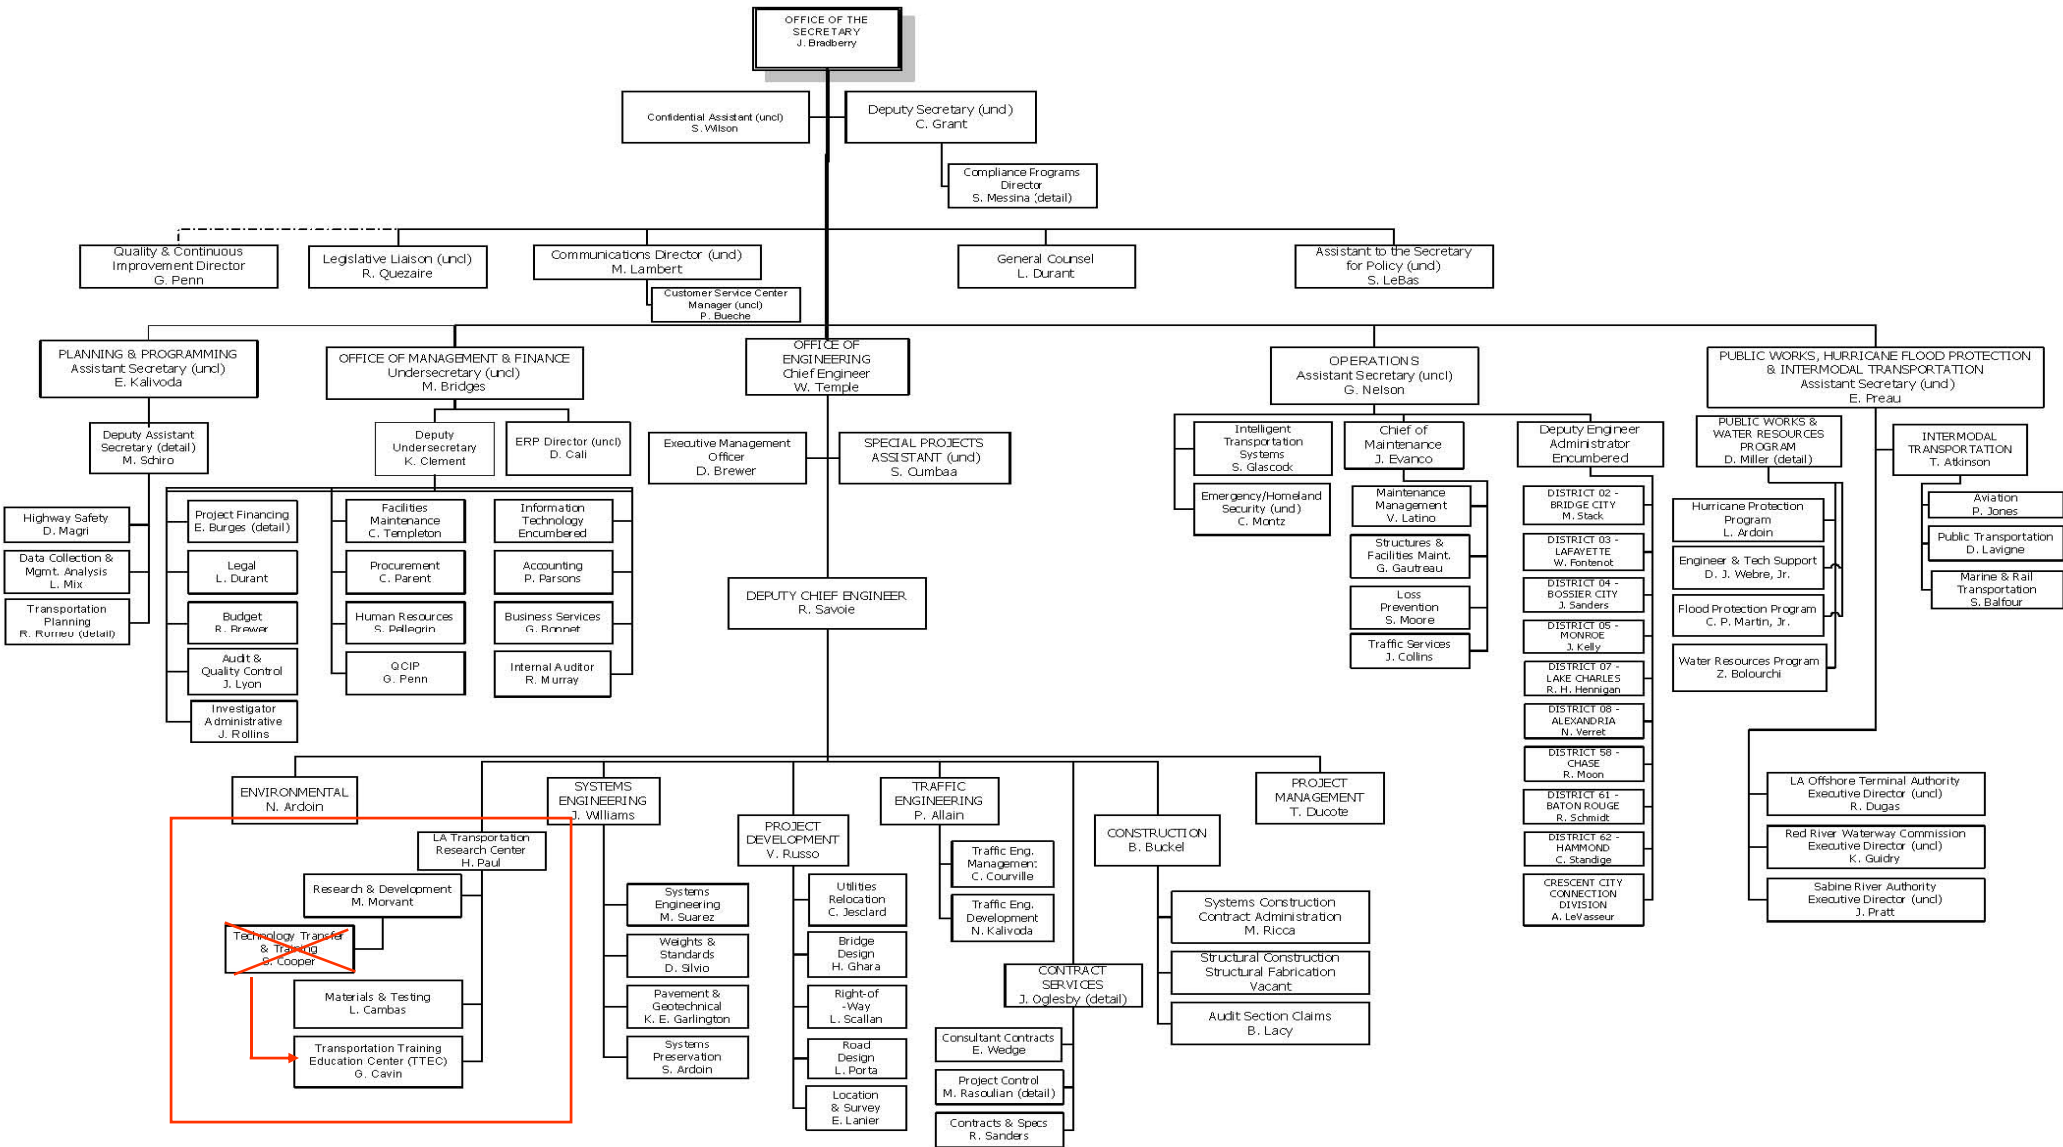 OFFICE OF THE
SECRETARY
J. Bradberry
Confidential Assistant (uncl)
S. Wilson
Deputy Secretary (und)
C. Grant
Compliance Programs
Director
S. Messina (detail)
Quality & Continuous
Improvement Director
G. Penn
Legislative Liaison (uncl)
R. Quezaire
Communications Director (und)
M. Lambert
Customer Service Center
Manager (uncl)
P. Bueche
General Counsel
L. Durant
Assistant to the Secretary
for Policy (und)
S. LeBas
PLANNING & PROGRAMMING
Assistant Secretary (uncl)
E. Kalivoda
Deputy Assistant
Secretary (detail)
M. Schiro
Highway Safety
D. Magri
Data Collection &
Mgmt. Analysis
L. Mix
Transportation
Planning
R. Romeo (detail)
OFFICE OF MANAGEMENT & FINANCE
Undersecretary (uncl)
M. Bridges
Deputy
Undersecretary
K. Clement
ERP Director (uncl)
D. Cali
Project Financing
E. Burges (detail)
Legal
L. Durant
Budget
R. Brewer
Audit &
Quality Control
J. Lyon
Investigator
Administrative
J. Rollins
Facilities
Maintenance
C. Templeton
Procurement
C. Parent
Human Resources
S. Pellegrin
QCIP
G. Penn
Information
Technology
Encumbered
Accounting
P. Parsons
Business Services
G. Bonnet
Internal Auditor
R. Murray
OFFICE OF
ENGINEERING
Chief Engineer
W. Temple
Executive Management
Officer
D. Brewer
SPECIAL PROJECTS
ASSISTANT (und)
S. Cumbaa
DEPUTY CHIEF ENGINEER
R. Savoie
OPERATIONS
Assistant Secretary (uncl)
G. Nelson
Intelligent
Transportation
Systems
S. Glascock
Emergency/Homeland
Security (und)
C. Montz
Chief of
Maintenance
J. Evanco
Maintenance
Management
V. Latino
Structures &
Facilities Maint.
G. Gautreau
Loss
Prevention
S. Moore
Traffic Services
J. Collins
Deputy Engineer
Administrator
Encumbered
DISTRICT 02 -
BRIDGE CITY
M. Stack
DISTRICT 03 -
LAFAYETTE
W. Fontenot
DISTRICT 04 -
BOSSIER CITY
J. Sanders
DISTRICT 05 -
MONROE
J. Kelly
DISTRICT 07 -
LAKE CHARLES
R. H. Hennigan
DISTRICT 08 -
ALEXANDRIA
N. Verret
DISTRICT 58 -
CHASE
R. Moon
DISTRICT 61 -
BATON ROUGE
R. Schmidt
DISTRICT 62 -
HAMMOND
C. Standige
CRESCENT CITY
CONNECTION
DIVISION
A. LeVasseur
PUBLIC WORKS, HURRICANE FLOOD PROTECTION
& INTERMODAL TRANSPORTATION
Assistant Secretary (und)
E. Preau
PUBLIC WORKS &
WATER RESOURCES
PROGRAM
D. Miller (detail)
Hurricane Protection
Program
L. Ardoin
Engineer & Tech Support
D. J. Webre, Jr.
Flood Protection Program
C. P. Martin, Jr.
Water Resources Program
Z. Bolourchi
INTERMODAL
TRANSPORTATION
T. Atkinson
Aviation
P. Jones
Public Transportation
D. Lavigne
Marine & Rail
Transportation
S. Balfour
LA Offshore Terminal Authority
Executive Director (uncl)
R. Dugas
Red River Waterway Commission
Executive Director (uncl)
K. Guidry
Sabine River Authority
Executive Director (uncl)
J. Pratt
ENVIRONMENTAL
N. Ardoin
LA Transportation
Research Center
H. Paul
Research & Development
M. Morvant
Technology Transfer
& Training
S. Cooper
Materials & Testing
L. Cambas
Transportation Training
Education Center (TTEC)
G. Cavin
SYSTEMS
ENGINEERING
J. Williams
Systems
Engineering
M. Suarez
Weights &
Standards
D. Silvio
Pavement &
Geotechnical
K. E. Garlington
Systems
Preservation
S. Ardoin
PROJECT
DEVELOPMENT
V. Russo
Utilities
Relocation
C. Jesclard
Bridge
Design
H. Ghara
Right-of
-Way
L. Scallan
Road
Design
L. Porta
Location
& Survey
E. Lanier
TRAFFIC
ENGINEERING
P. Allain
Traffic Eng.
Management
C. Courville
Traffic Eng.
Development
N. Kalivoda
CONTRACT
SERVICES
J. Oglesby (detail)
Consultant Contracts
E. Wedge
Project Control
M. Rasoulian (detail)
Contracts & Specs
R. Sanders
CONSTRUCTION
B. Buckel
Systems Construction
Contract Administration
M. Ricca
Structural Construction
Structural Fabrication
Vacant
Audit Section Claims
B. Lacy
PROJECT
MANAGEMENT
T. Ducote